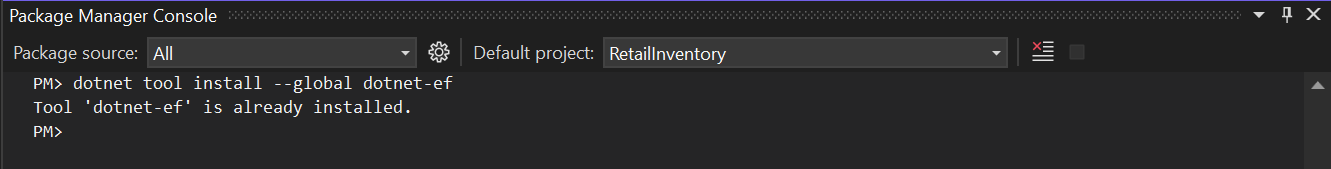 Package Manager Console
Package source: All Default project: RetailInventory
PM> dotnet tool install --global dotnet-ef
Tool 'dotnet-ef' is already installed.
PM>